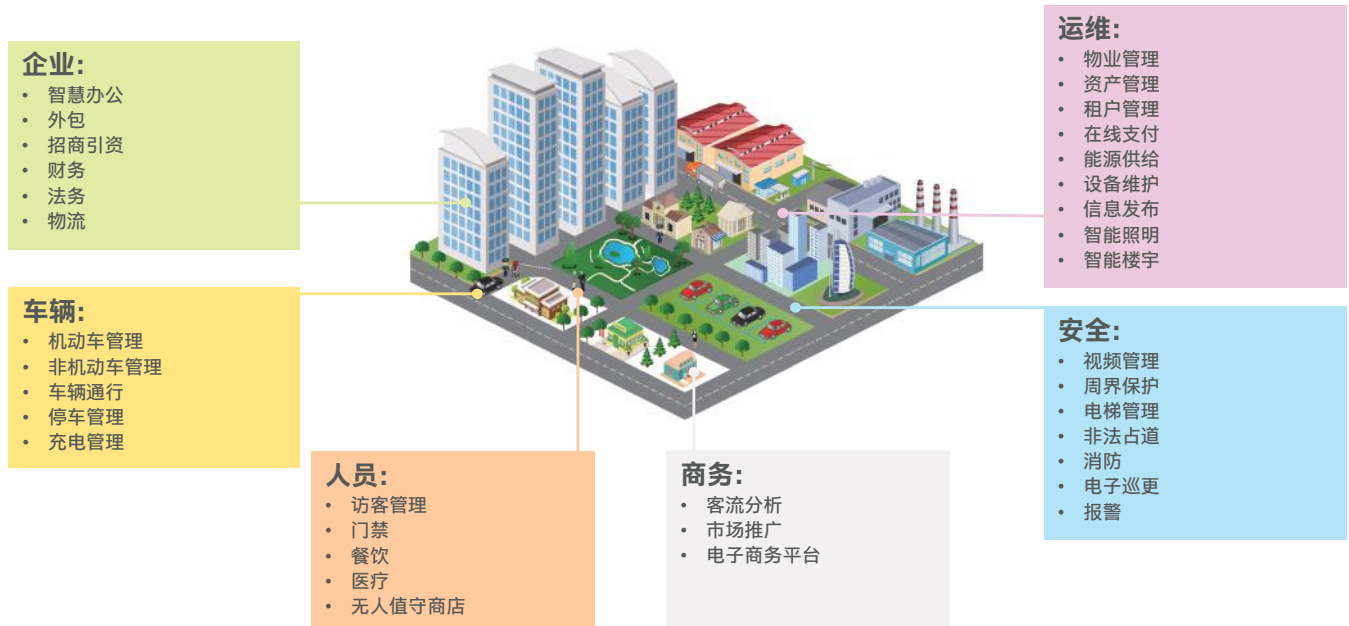 企业:
• 智慧办公
• 外包
• 招商引资
• 财务
• 法务
• 物流
车辆:
• 机动车管理
• 非机动车管理
• 车辆通行
• 停车管理
• 充电管理
人员:
• 访客管理
• 门禁
• 餐饮
• 医疗
• 无人值守商店
商务:
• 客流分析
• 市场推广
• 电子商务平台
运维:
• 物业管理
• 资产管理
• 租户管理
• 在线支付
• 能源供给
• 设备维护
• 信息发布
• 智能照明
• 智能楼宇
安全:
• 视频管理
• 周界保护
• 电梯管理
• 非法占道
• 消防
• 电子巡更
• 报警